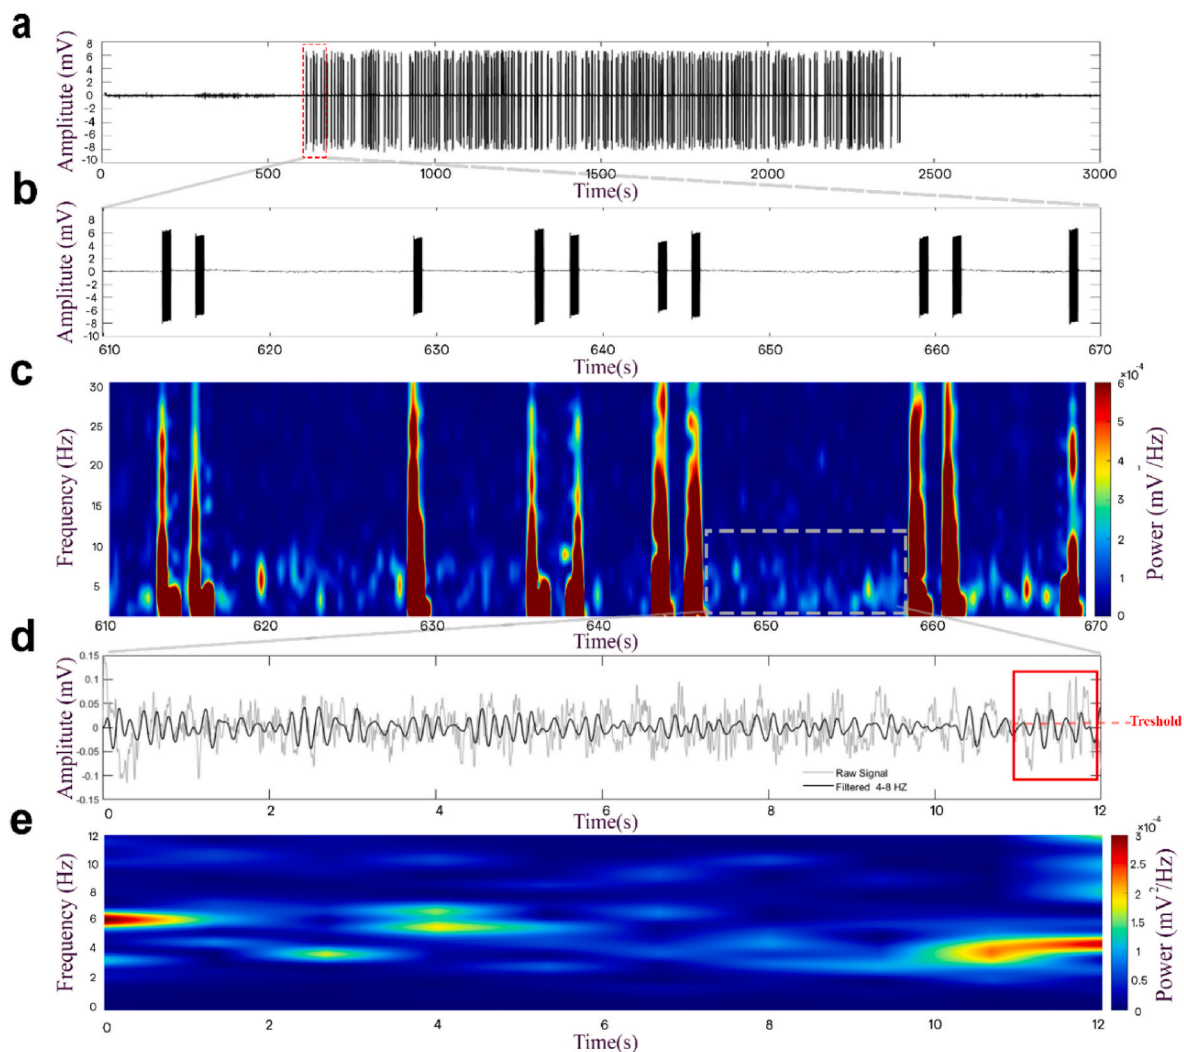 a
Amplitute (mV)
8
6
4
2
0
-2
-4
-6
-8
-10
0 500 1000 1500 2000 2500 3000
Time(s)
b
Amplitute (mV)
8
6
4
2
0
-2
-4
-6
-8
-10
610 620 630 640 650 660 670
Time(s)
c
Frequency (Hz)
30
25
20
15
10
5
610 620 630 640 650 660 670
Time(s)
×10⁻⁴
6
5
4
3
2
1
0
Power (mV /Hz)
d
Amplitute (mV)
0.15
0.1
0.05
0
-0.05
-0.1
-0.15
Treshold
Raw Signal
Filtered 4-8 HZ
0 2 4 6 8 10 12
Time(s)
e
Frequency (Hz)
12
10
8
6
4
2
0
0 2 4 6 8 10 12
Time(s)
×10⁻⁴
3
2.5
2
1.5
1
0.5
0
Power (mV ²/Hz)